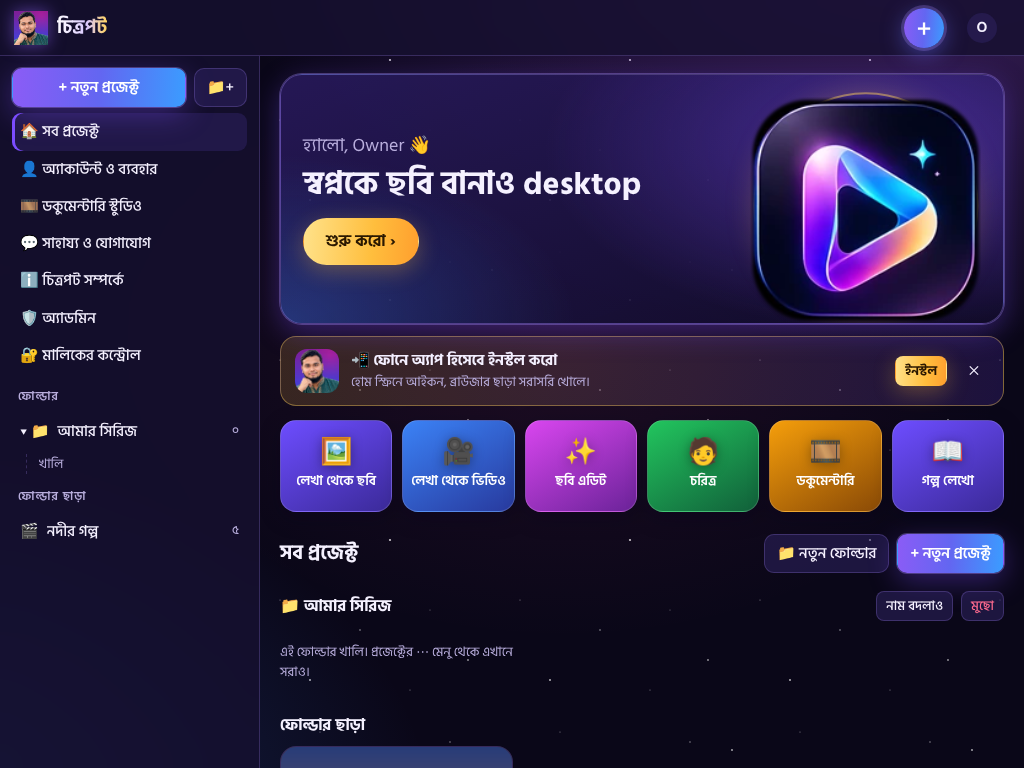 চিত্রপট
+
O
+ নতুন প্রজেক্ট
📁+
🏠 সব প্রজেক্ট
👤 অ্যাকাউন্ট ও ব্যবহার
🎞️ ডকুমেন্টারি স্টুডিও
💬 সাহায্য ও যোগাযোগ
ℹ️ চিত্রপট সম্পর্কে
🛡️ অ্যাডমিন
🔐 মালিকের কন্ট্রোল
ফোল্ডার
▾ 📁 আমার সিরিজ ০
খালি
ফোল্ডার ছাড়া
🎬 নদীর গল্প ৫
হ্যালো, Owner 👋
স্বপ্নকে ছবি বানাও desktop
শুরু করো ›
📲 ফোনে অ্যাপ হিসেবে ইনস্টল করো
হোম স্ক্রিনে আইকন, ব্রাউজার ছাড়া সরাসরি খোলে।
ইনস্টল
✕
লেখা থেকে ছবি
লেখা থেকে ভিডিও
ছবি এডিট
চরিত্র
ডকুমেন্টারি
গল্প লেখো
সব প্রজেক্ট
📁 নতুন ফোল্ডার
+ নতুন প্রজেক্ট
📁 আমার সিরিজ
নাম বদলাও
মুছো
এই ফোল্ডার খালি। প্রজেক্টের ⋯ মেনু থেকে এখানে
সরাও।
ফোল্ডার ছাড়া